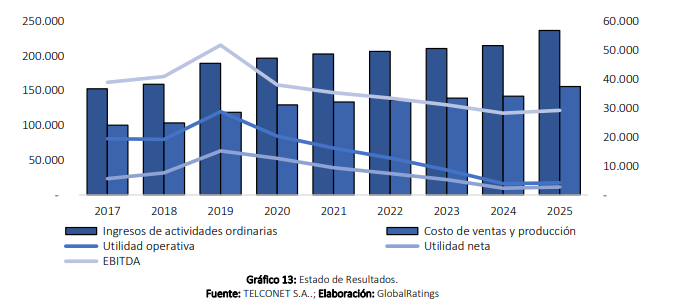 250.000
200.000
150.000
100.000
50.000
-
60.000
50.000
40.000
30.000
20.000
10.000
-
2017 2018 2019 2020 2021 2022 2023 2024 2025
Ingresos de actividades ordinarias Costo de ventas y producción
Utilidad operativa Utilidad neta
EBITDA
Gráfico 13: Estado de Resultados.
Fuente: TELCONET S.A..; Elaboración: GlobalRatings